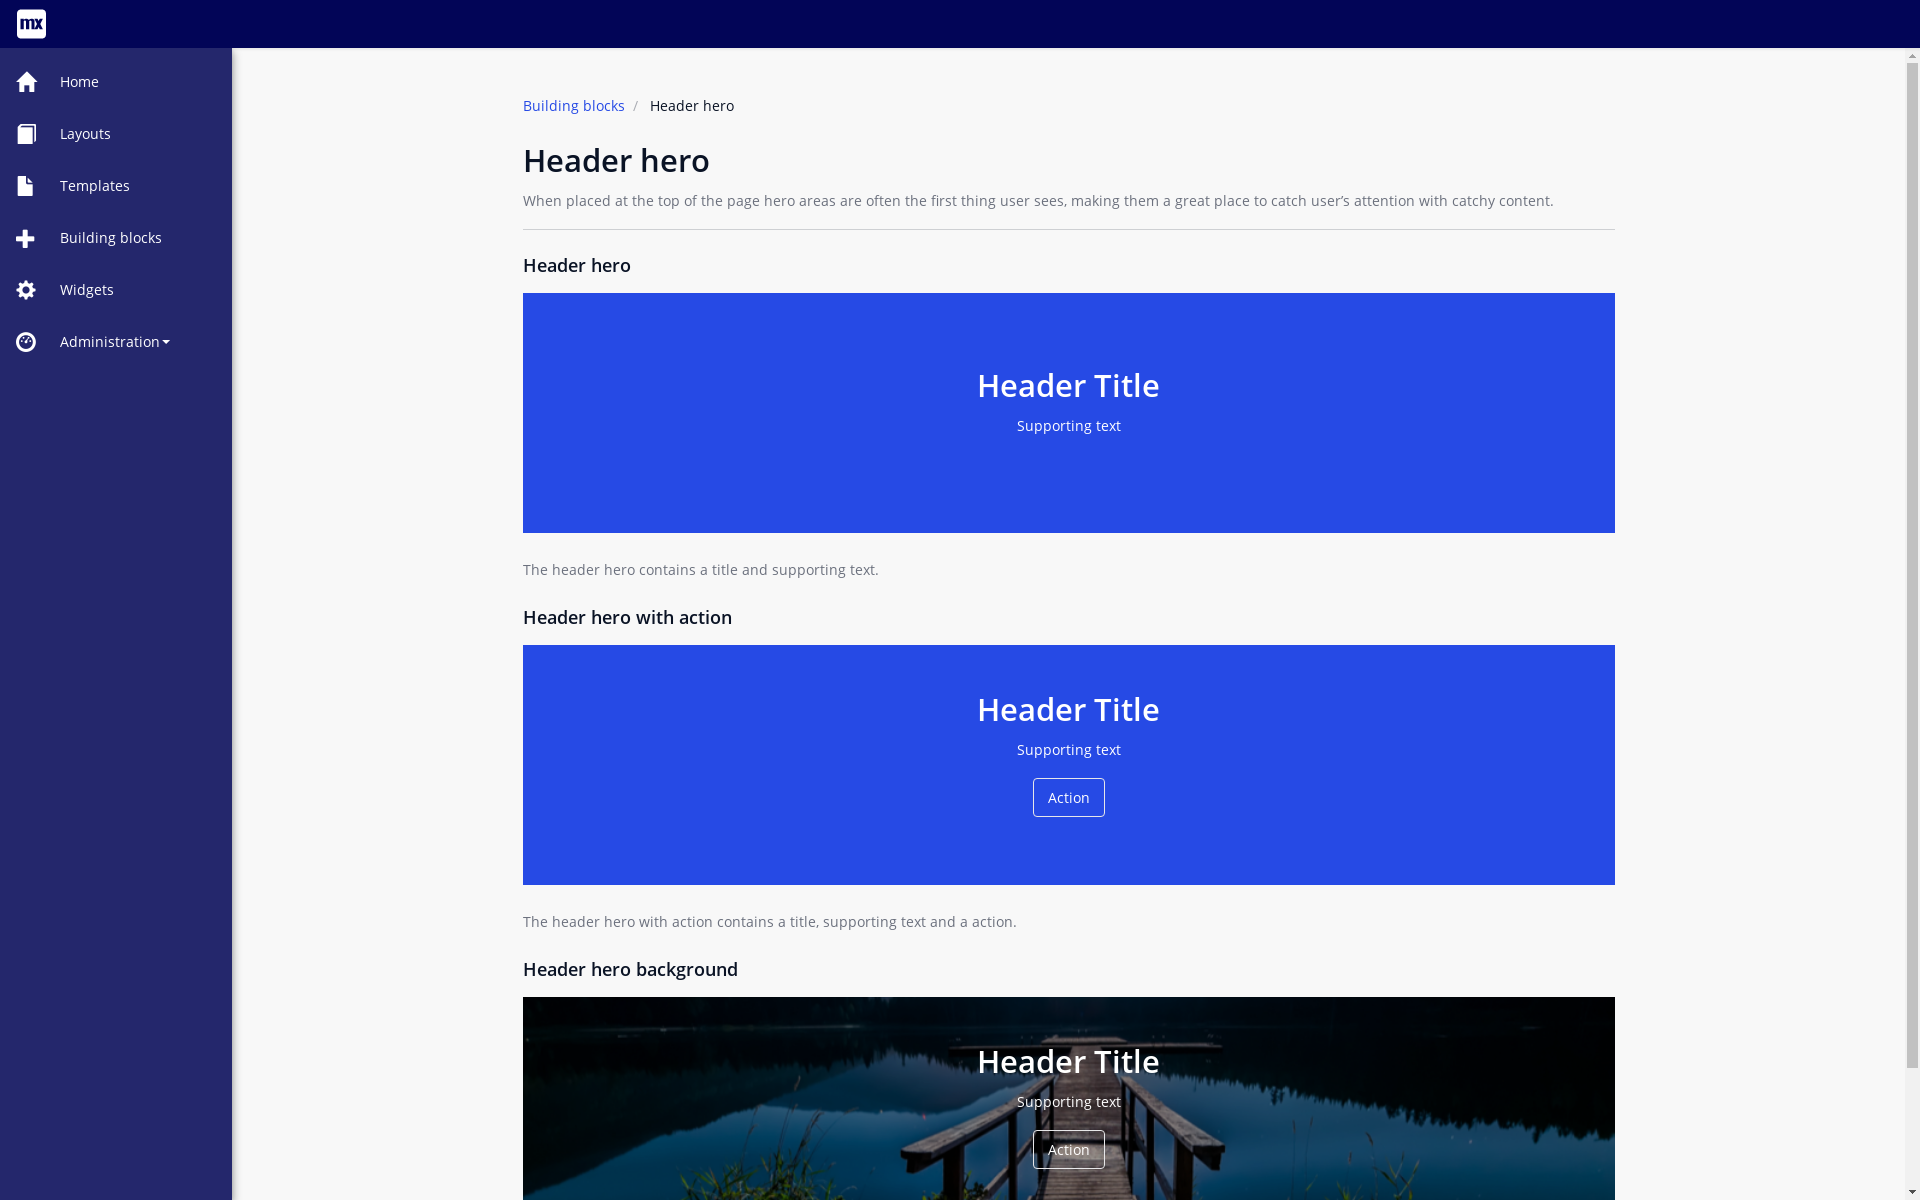 mx
Home
Layouts
Templates
Building blocks
Widgets
Administration
Building blocks / Header hero
Header hero
When placed at the top of the page hero areas are often the first thing user sees, making them a great place to catch user’s attention with catchy content.
Header hero
Header Title
Supporting text
The header hero contains a title and supporting text.
Header hero with action
Header Title
Supporting text
Action
The header hero with action contains a title, supporting text and a action.
Header hero background
Header Title
Supporting text
Action